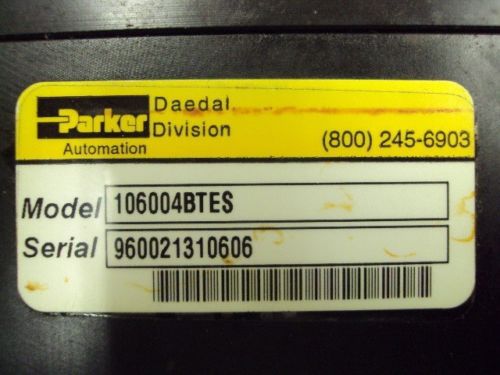 Parker Daedal
Automation Division
(800) 245-6903
Model 106004BTES
Serial 960021310606